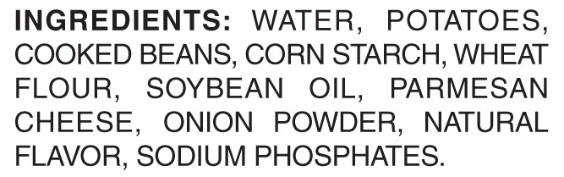 INGREDIENTS: WATER, POTATOES,
COOKED BEANS, CORN STARCH, WHEAT
FLOUR, SOYBEAN OIL, PARMESAN
CHEESE, ONION POWDER, NATURAL
FLAVOR, SODIUM PHOSPHATES.